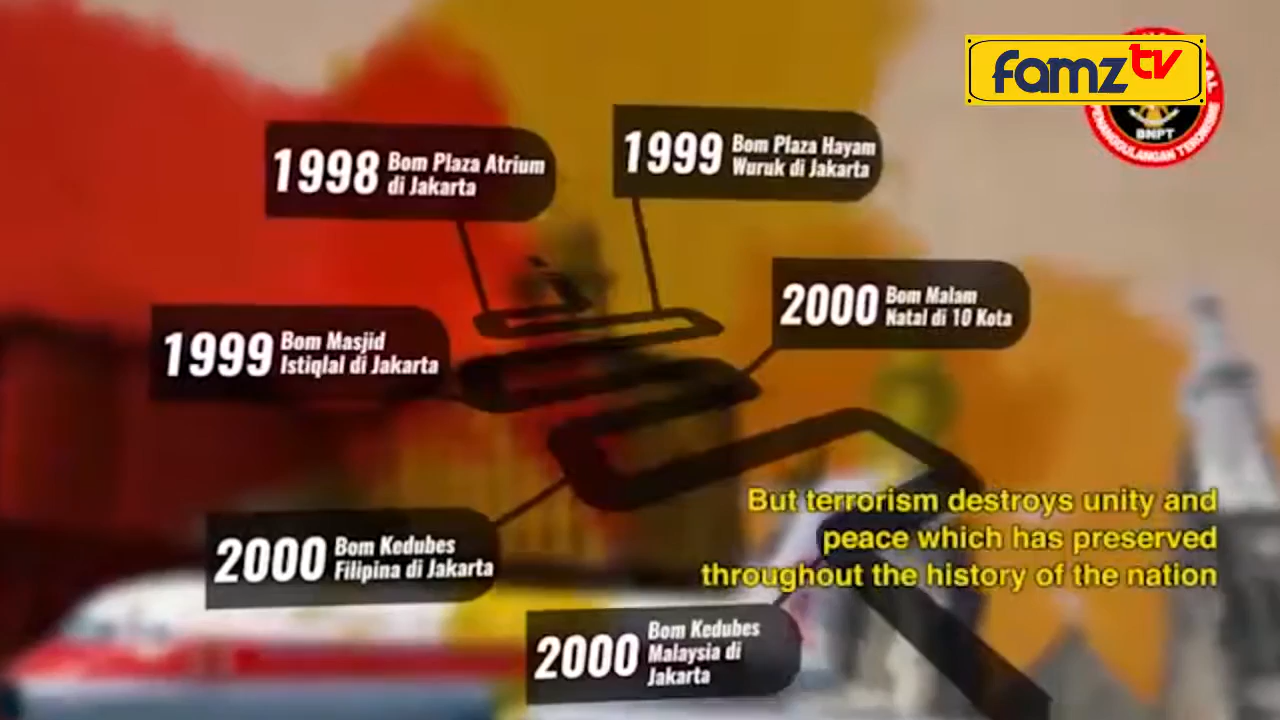 famztv
BNPT
PENANGGULANGAN TERORISME
1998 Bom Plaza Atrium
di Jakarta
1999 Bom Plaza Hayam
Wuruk di Jakarta
2000 Bom Malam
Natal di 10 Kota
1999 Bom Masjid
Istiqlal di Jakarta
But terrorism destroys unity and
peace which has preserved
throughout the history of the nation
2000 Bom Kedubes
Filipina di Jakarta
2000 Bom Kedubes
Malaysia di
Jakarta